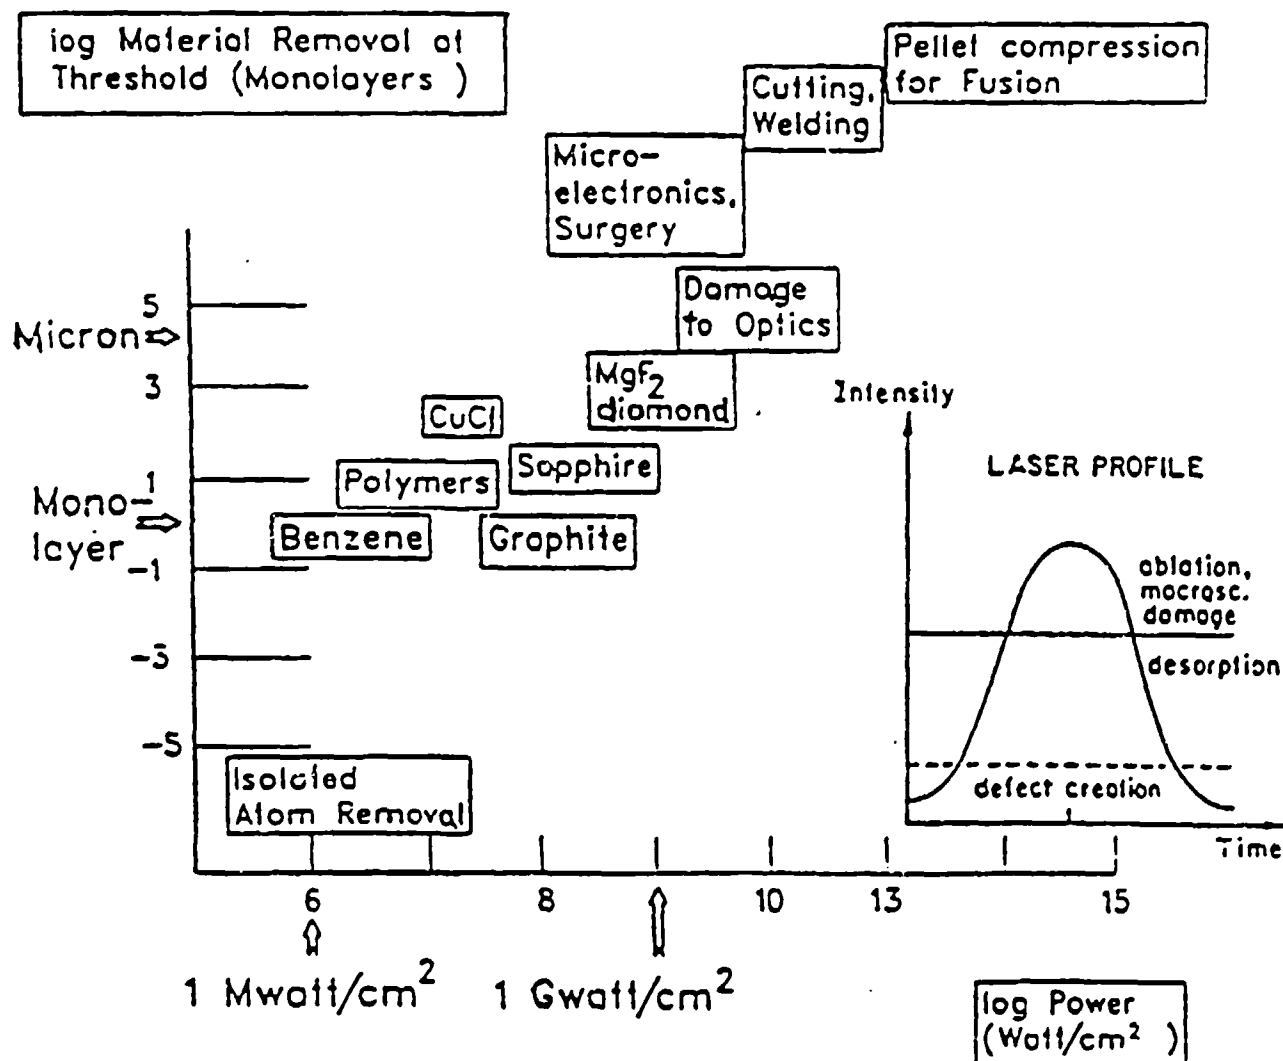 log Material Removal at
Threshold (Monolayers )
Pellet compression
for Fusion
Cutting,
Welding
Micro-
electronics,
Surgery
Damage
to Optics
MgF2
diamond
CuCl
Sapphire
Polymers
Benzene
Graphite
5
Micron
3
1
Mono-
layer
-1
-3
-5
Isolated
Atom Removal
6
8
10
13
15
1 Mwatt/cm2
1 Gwatt/cm2
log Power
(Watt/cm2 )
Intensity
LASER PROFILE
ablation,
macrosc.
damage
desorption
defect creation
Time